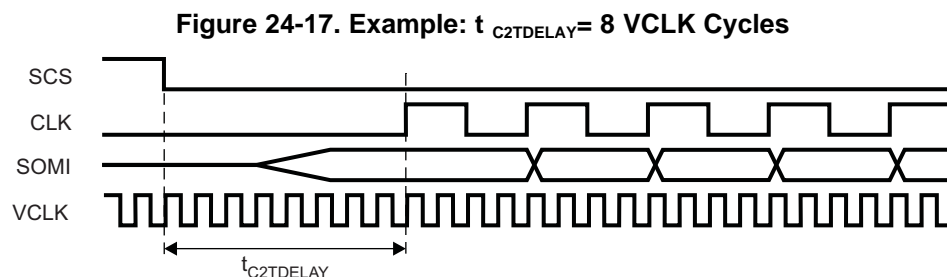 Figure 24-17. Example: t C2TDELAY= 8 VCLK Cycles
SCS
CLK
SOMI
VCLK
tC2TDELAY